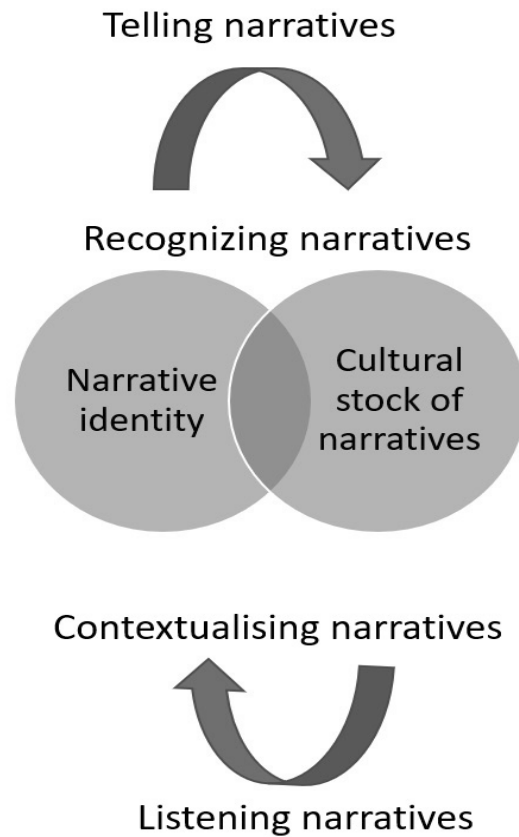 Telling narratives
Recognizing narratives
Narrative
identity
Cultural
stock of
narratives
Contextualising narratives
Listening narratives